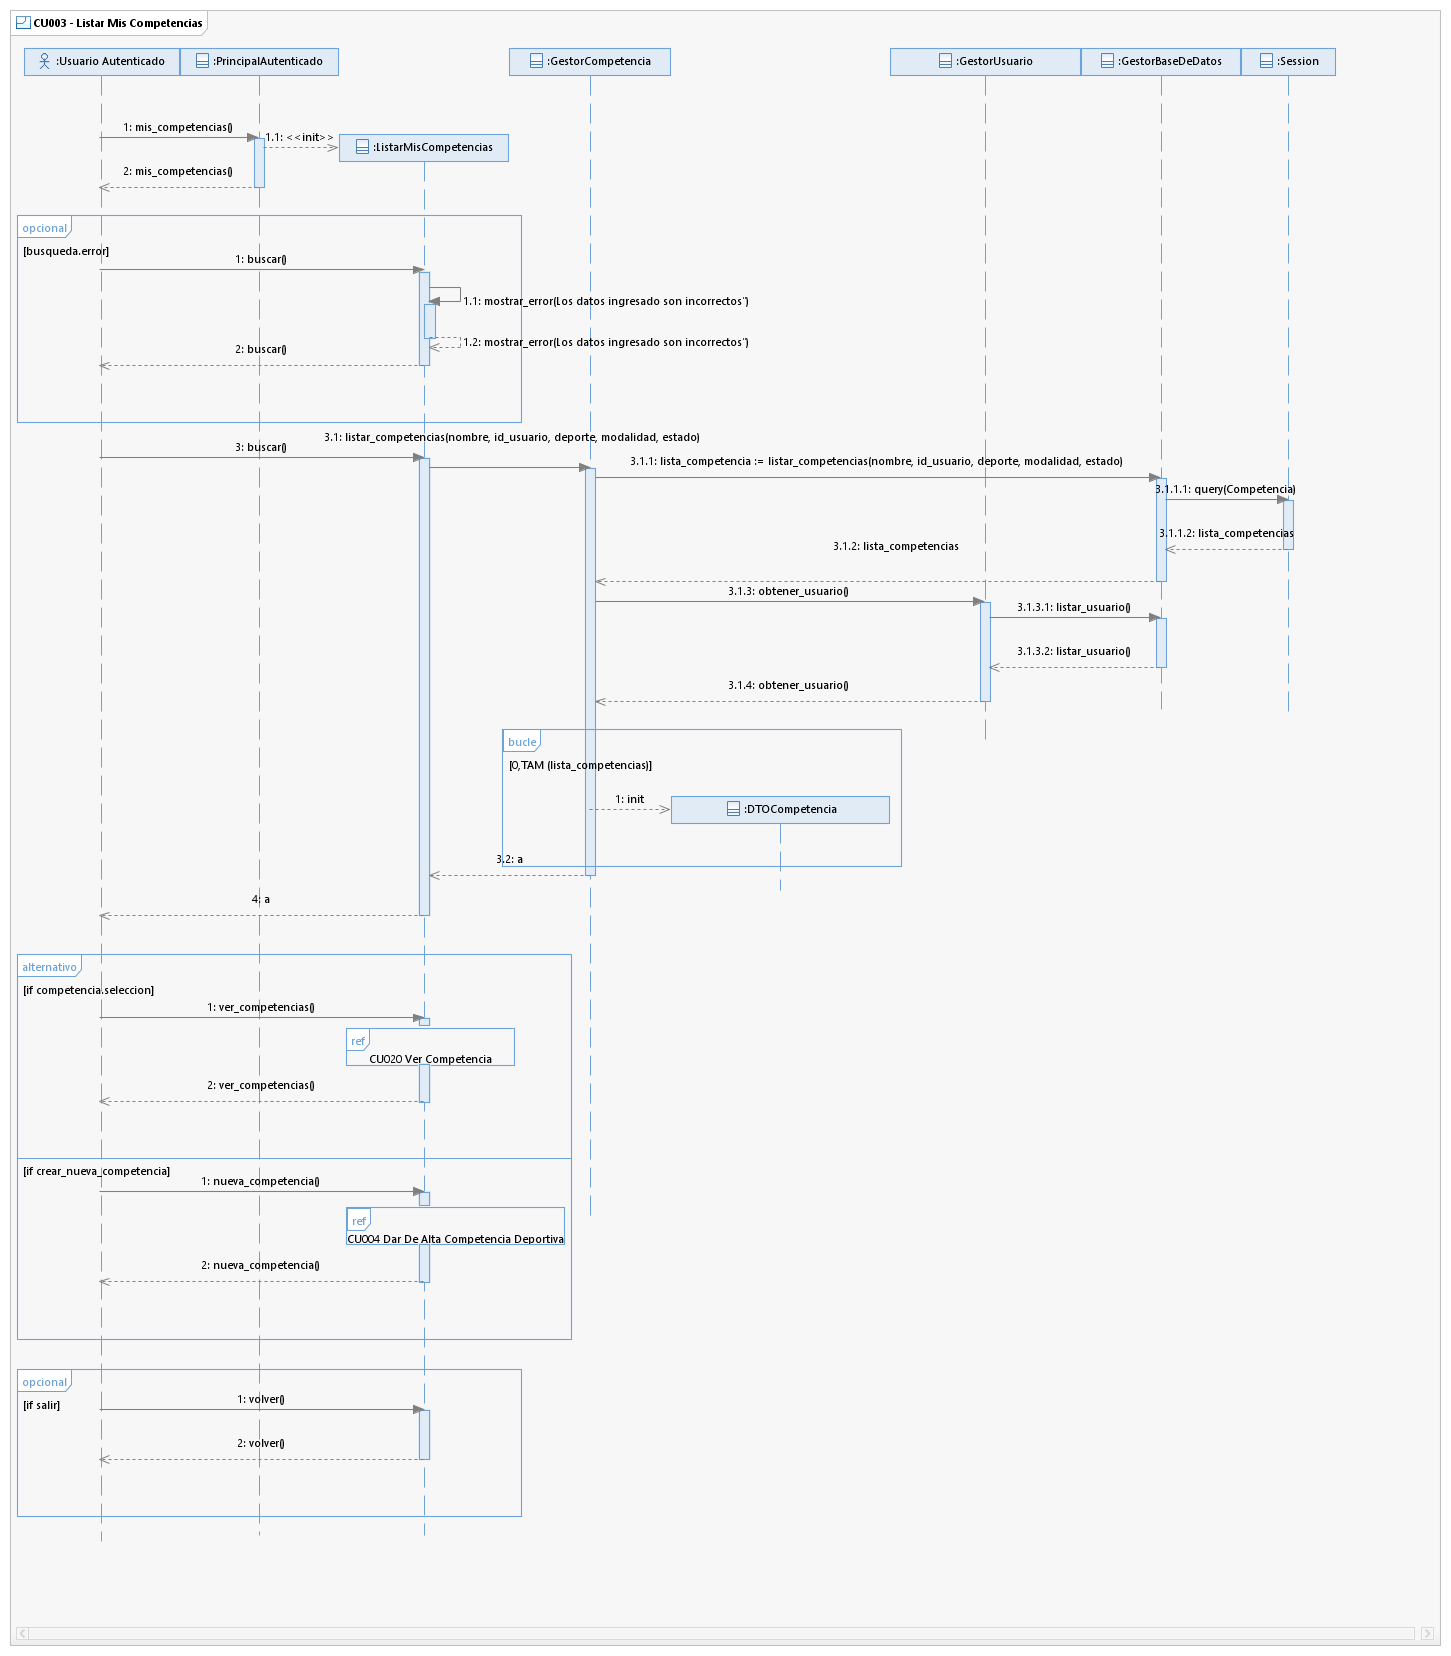 CU003 - Listar Mis Competencias
:Usuario Autenticado
:PrincipalAutenticado
:GestorCompetencia
:GestorUsuario
:GestorBaseDeDatos
:Session
1: mis_competencias()
1.1: <<init>>
:ListarMisCompetencias
2: mis_competencias()
opcional
[busqueda.error]
1: buscar()
1.1: mostrar_error(Los datos ingresado son incorrectos")
1.2: mostrar_error(Los datos ingresado son incorrectos")
2: buscar()
3.1: listar_competencias(nombre, id_usuario, deporte, modalidad, estado)
3: buscar()
3.1.1: lista_competencia := listar_competencias(nombre, id_usuario, deporte, modalidad, estado)
3.1.1.1: query(Competencia)
3.1.1.2: lista_competencias
3.1.2: lista_competencias
3.1.3: obtener_usuario()
3.1.3.1: listar_usuario()
3.1.3.2: listar_usuario()
3.1.4: obtener_usuario()
bucle
[0,TAM (lista_competencias)]
1: init
:DTOCompetencia
3.2: a
4: a
alternativo
[if competencia.seleccion]
1: ver_competencias()
ref
CU020 Ver Competencia
2: ver_competencias()
[if crear_nueva_competencia]
1: nueva_competencia()
ref
CU004 Dar De Alta Competencia Deportiva
2: nueva_competencia()
opcional
[if salir]
1: volver()
2: volver()